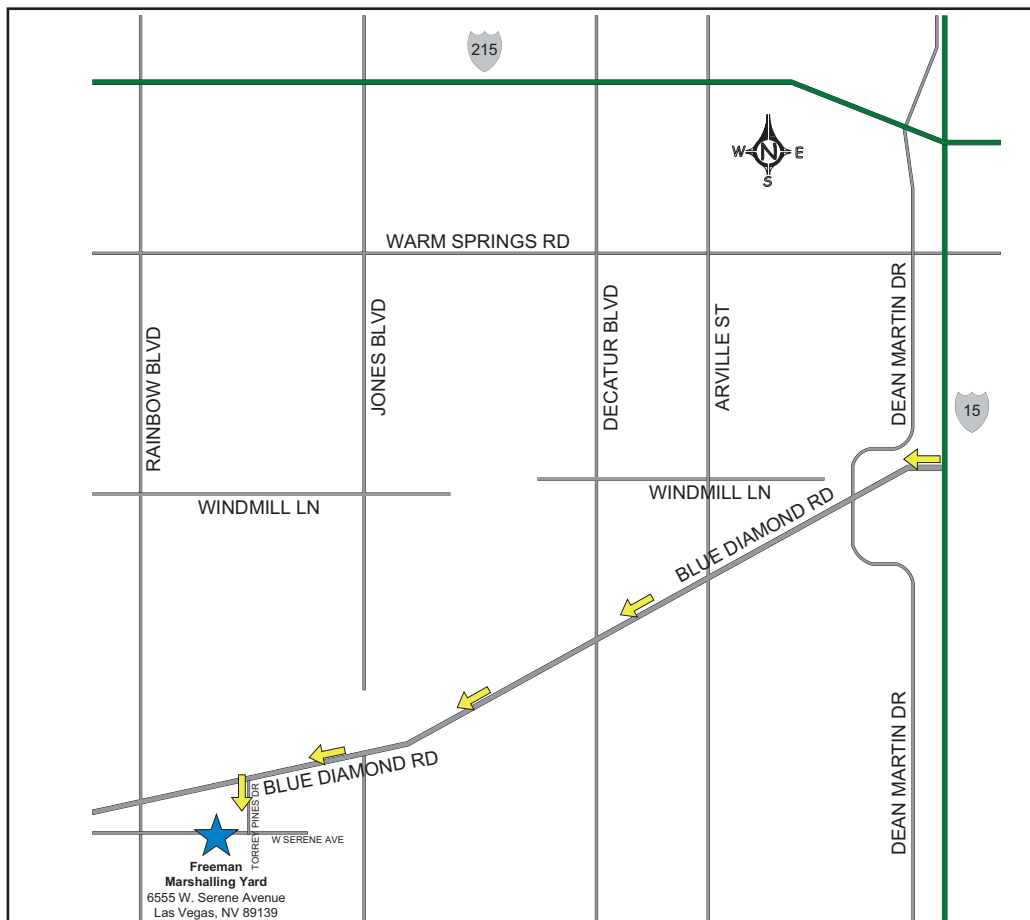 215
W N E
S
WARM SPRINGS RD
RAINBOW BLVD
JONES BLVD
DECATUR BLVD
ARVILLE ST
DEAN MARTIN DR
15
WINDMILL LN
WINDMILL LN
BLUE DIAMOND RD
BLUE DIAMOND RD
DEAN MARTIN DR
TORREY PINES DR
W SERENE AVE
Freeman
Marshalling Yard
6555 W. Serene Avenue
Las Vegas, NV 89139